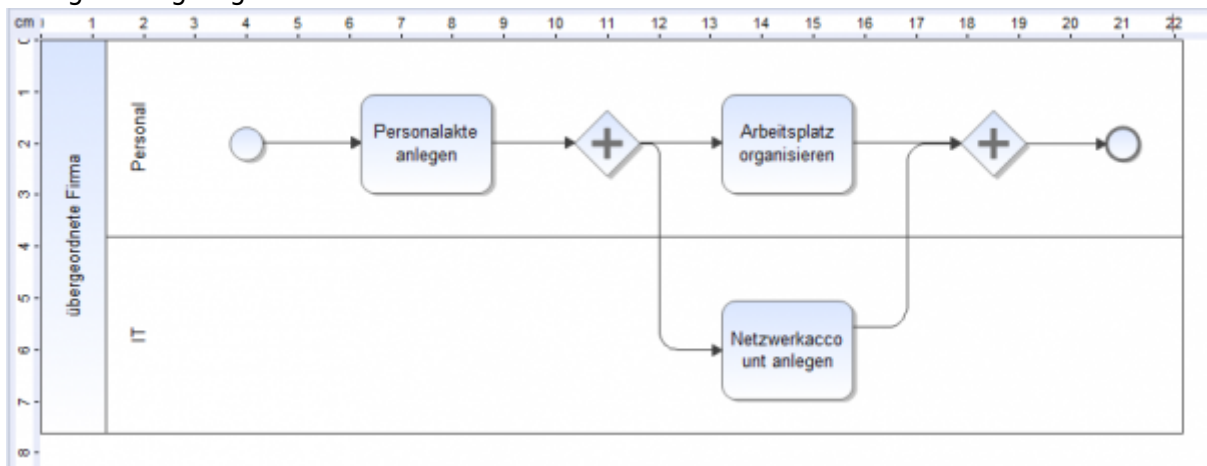 cm 1 2 3 4 5 6 7 8 9 10 11 12 13 14 15 16 17 18 19 20 21 22
0
1
2
3
4
5
6
7
8
übergeordnete Firma
Personal
Personalakte
anlegen
Arbeitsplatz
organisieren
IT
Netzwerkacco
unt anlegen